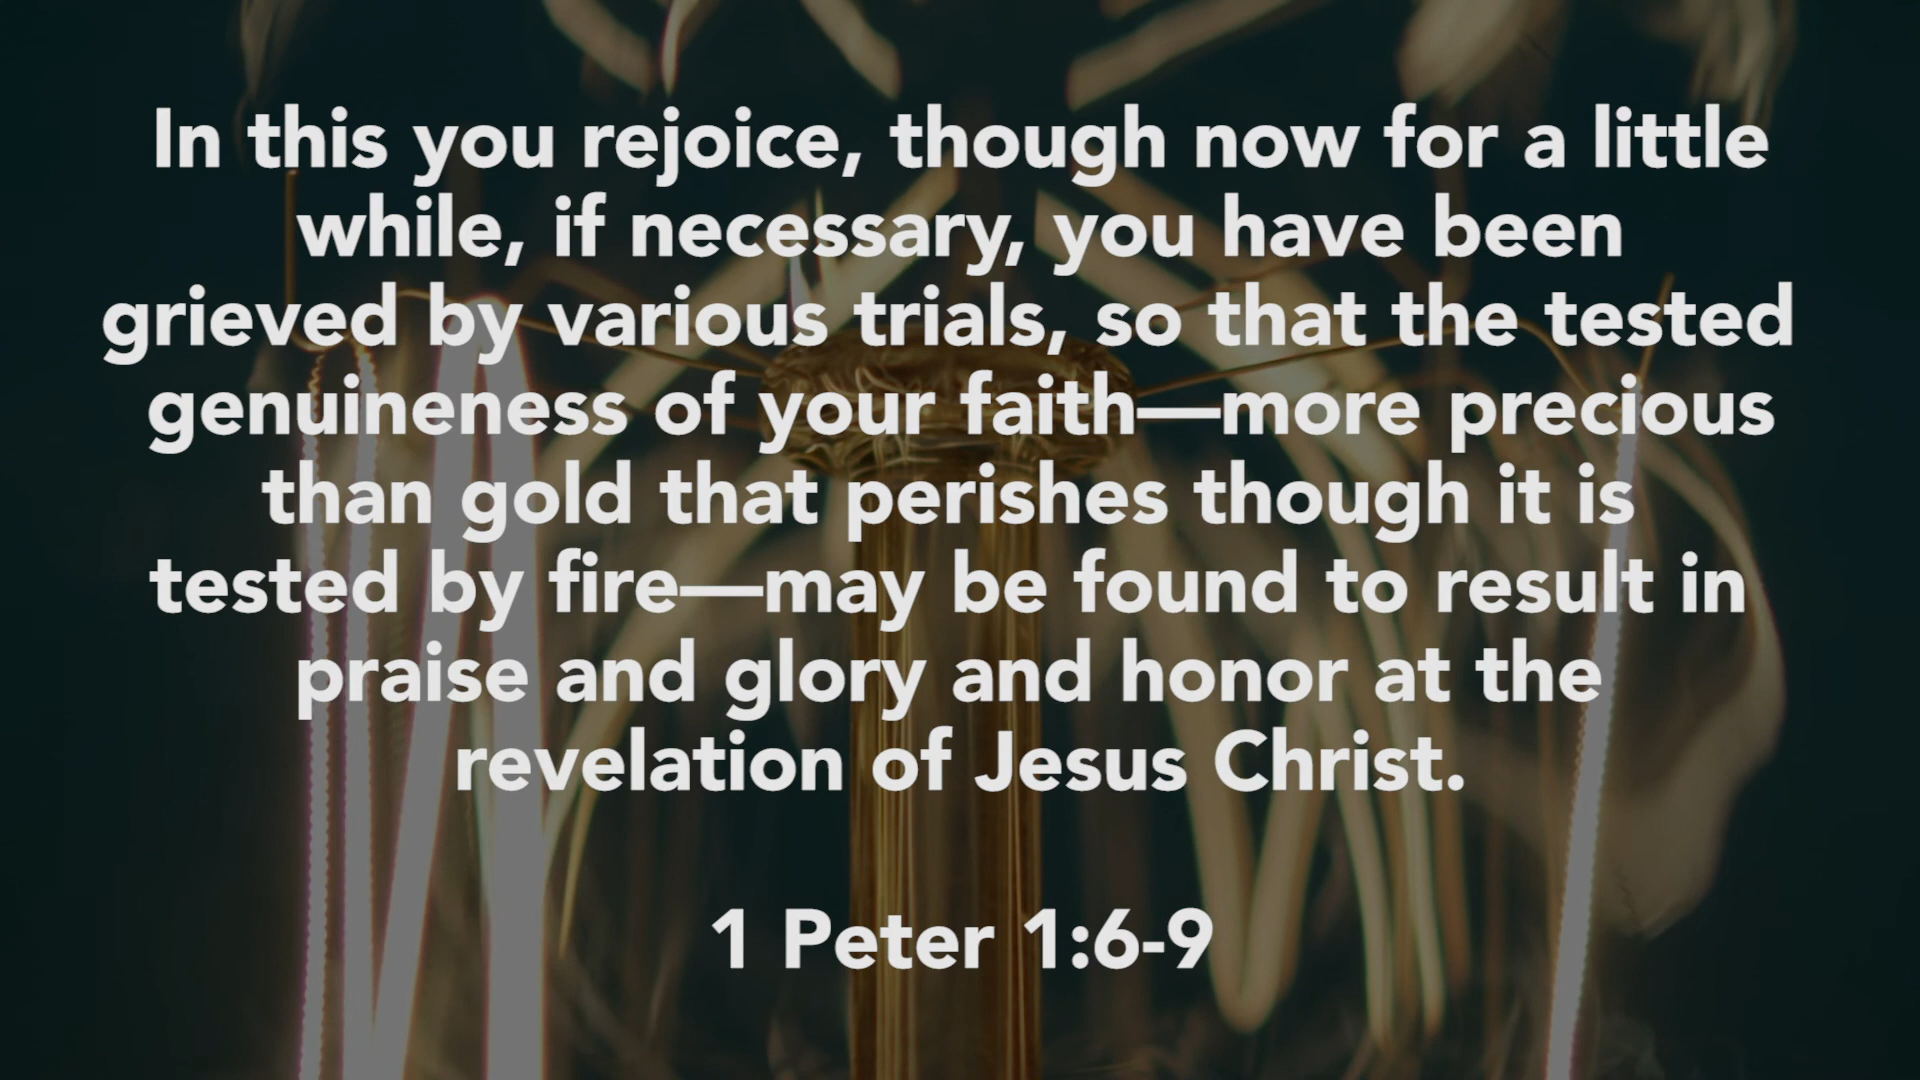 In this you rejoice, though now for a little
while, if necessary, you have been
grieved by various trials, so that the tested
genuineness of your faith—more precious
than gold that perishes though it is
tested by fire—may be found to result in
praise and glory and honor at the
revelation of Jesus Christ.
1 Peter 1:6-9